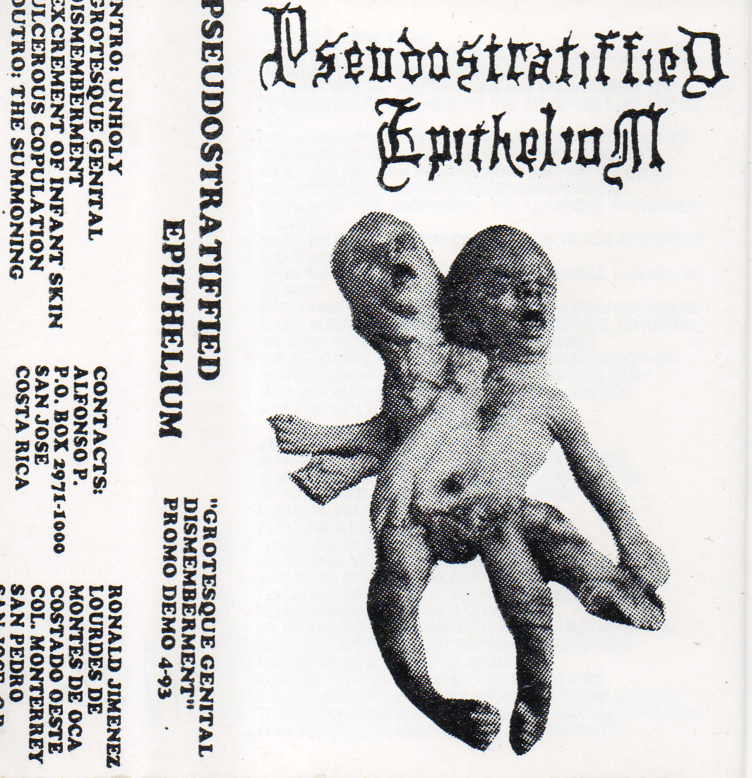 PseudostratiffieD
EpitheliuM
PSEUDOSTRATIFFIED
EPITHELIUM
"GROTESQUE GENITAL
DISMEMBERMENT"
PROMO DEMO 4-93
NTRO: UNHOLY
GROTESQUE GENITAL
DISMEMBERMENT
EXCREMENT OF INFANT SKIN
ULCEROUS COPULATION
OUTRO: THE SUMMONING
CONTACTS:
ALFONSO P.
P.O. BOX 2971-1000
SAN JOSE
COSTA RICA
RONALD JIMENEZ
LOURDES DE
MONTES DE OCA
COSTADO OESTE
COL. MONTERREY
SAN PEDRO
SAN JOSE